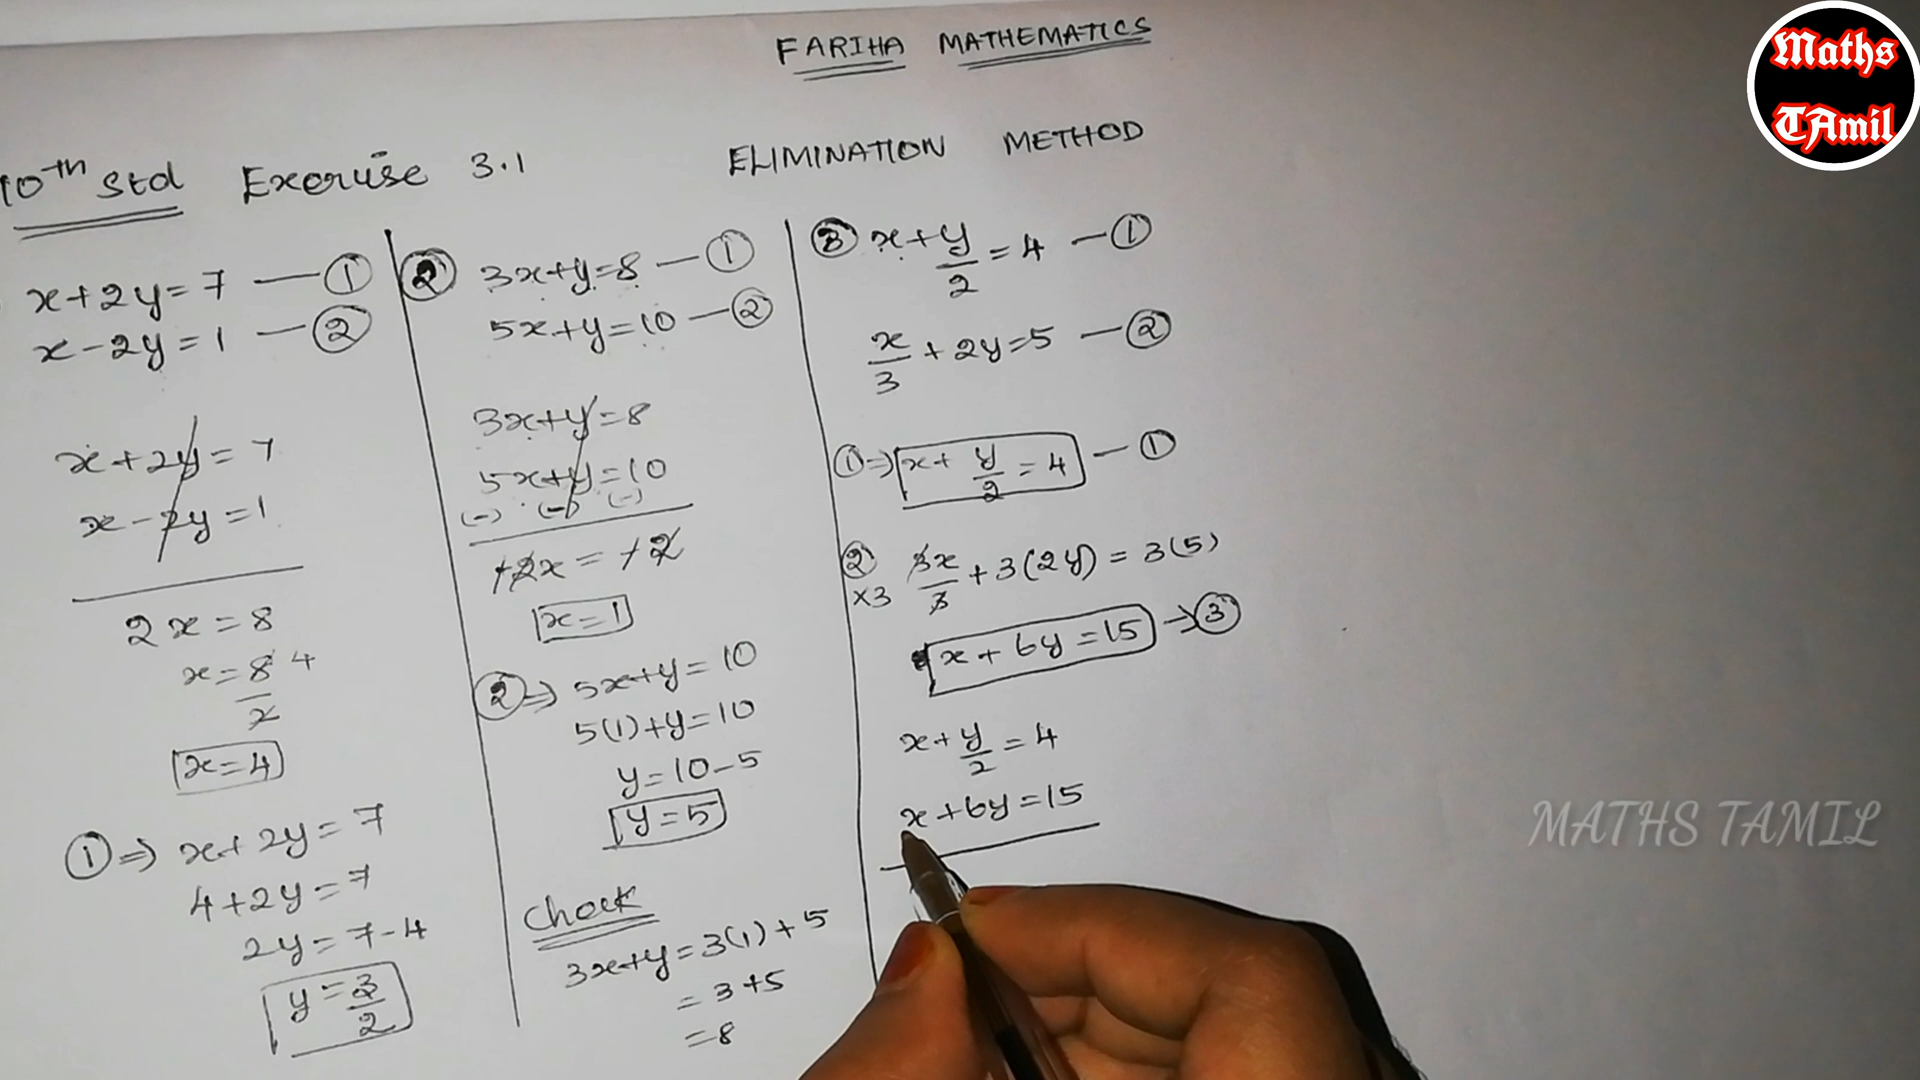 FARIHA MATHEMATICS
Maths
TAmil
10th Std Exercise 3.1
ELIMINATION METHOD
x+2y=7 — ①
x-2y=1 — ②
x+2y=7
x-2y=1
2x=8
x=8/2 4
x=4
①⇒ x+2y=7
4+2y=7
2y=7-4
y=3/2
② 3x+y=8 — ①
5x+y=10 — ②
3x+y=8
5x+y=10
(-) (-) (-)
+2x=+2
x=1
②⇒ 5x+y=10
5(1)+y=10
y=10-5
y=5
Check
3x+y=3(1)+5
=3+5
=8
③ x+y/2=4 — ①
x/3+2y=5 — ②
①⇒ x+y/2=4 — ①
②×3 3x/3+3(2y)=3(5)
x+6y=15 → ③
x+y/2=4
x+6y=15
MATHS TAMIL